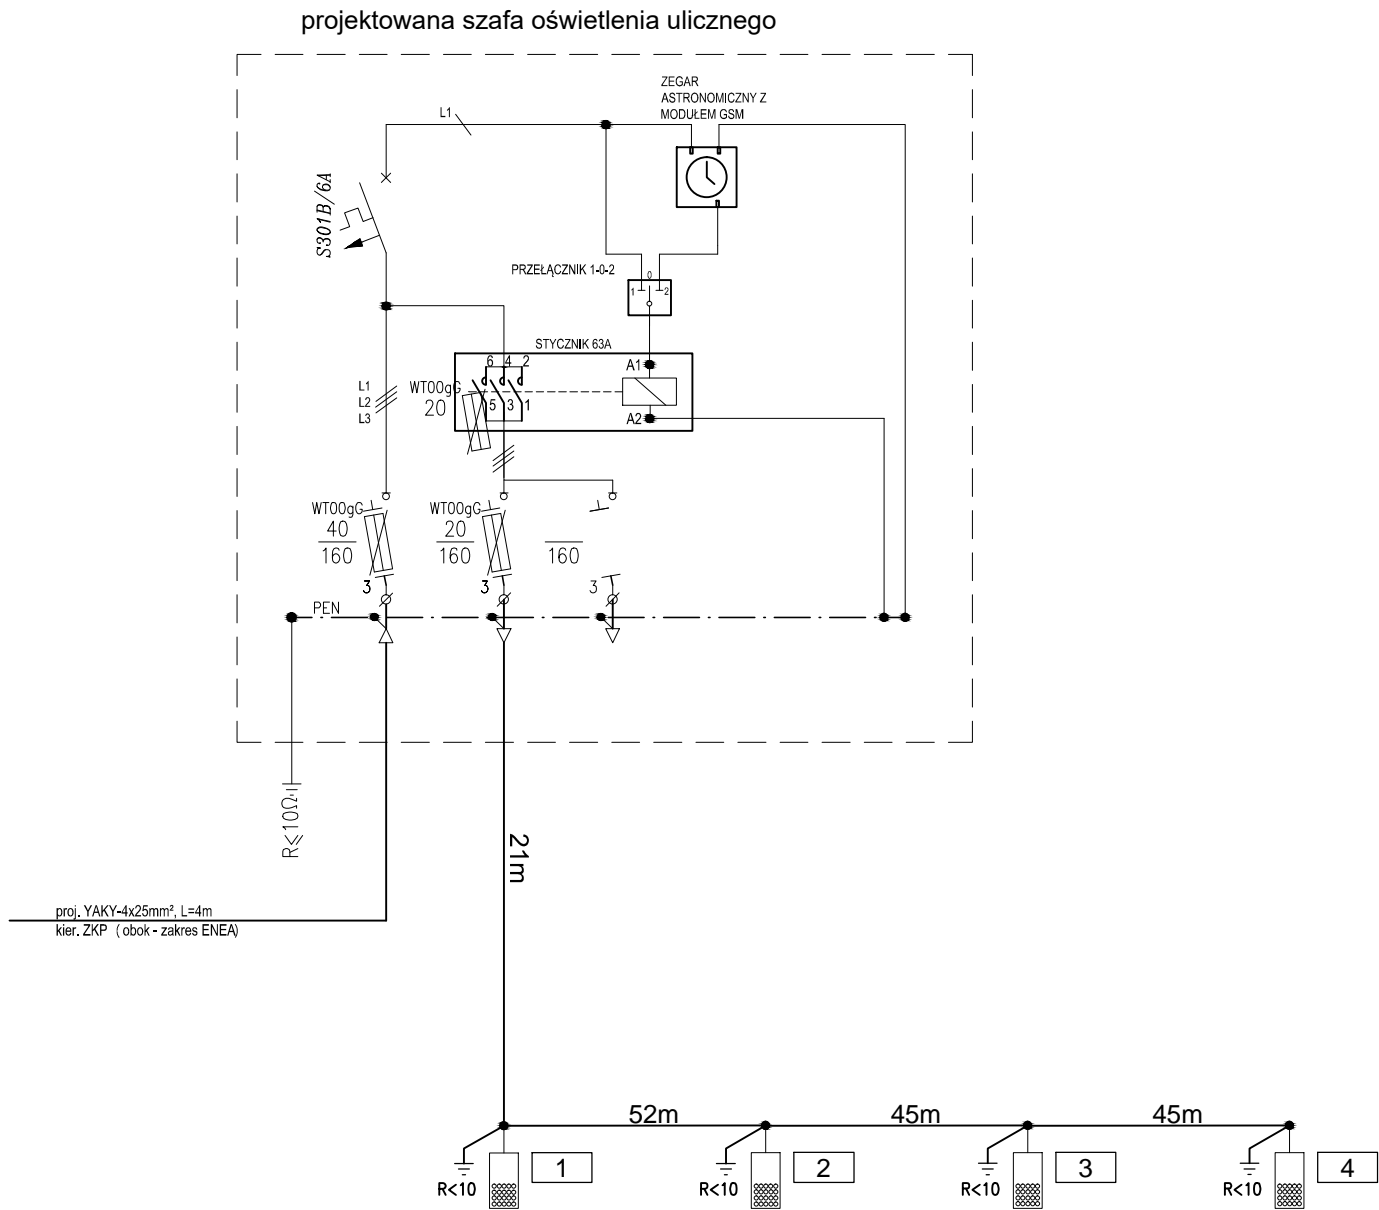 projektowana szafa oświetlenia ulicznego
ZEGAR
ASTRONOMICZNY Z
MODUŁEM GSM
L1
S301B/6A
PRZEŁĄCZNIK 1-0-2
0
1 2
STYCZNIK 63A
6 4 2
A1
L1
L2
L3
WT00gG
20
5 3 1
A2
WT00gG
40
160
WT00gG
20
160
160
3
3
3
PEN
R≤10Ω
21m
proj. YAKY-4x25mm², L=4m
kier. ZKP ( obok - zakres ENEA)
52m
45m
45m
1
2
3
4
R<10
R<10
R<10
R<10